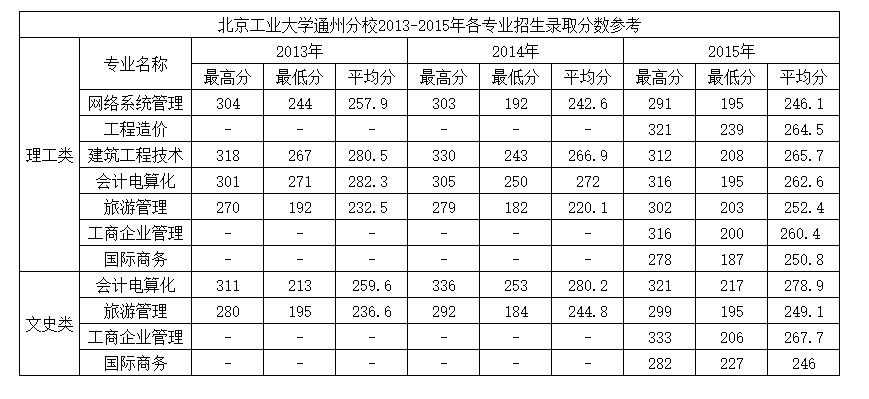 北京工业大学通州分校2013-2015年各专业招生录取分数参考
专业名称 2013年 2014年 2015年
最高分 最低分 平均分 最高分 最低分 平均分 最高分 最低分 平均分
理工类
网络系统管理 304 244 257.9 303 192 242.6 291 195 246.1
工程造价 - - - - - - 321 239 264.5
建筑工程技术 318 267 280.5 330 243 266.9 312 208 265.7
会计电算化 301 271 282.3 305 250 272 316 195 262.6
旅游管理 270 192 232.5 279 182 220.1 302 203 252.4
工商企业管理 - - - - - - 316 200 260.4
国际商务 - - - - - - 278 187 250.8
文史类
会计电算化 311 213 259.6 336 253 280.2 321 217 278.9
旅游管理 280 195 236.6 292 184 244.8 299 195 249.1
工商企业管理 - - - - - - 333 206 267.7
国际商务 - - - - - - 282 227 246